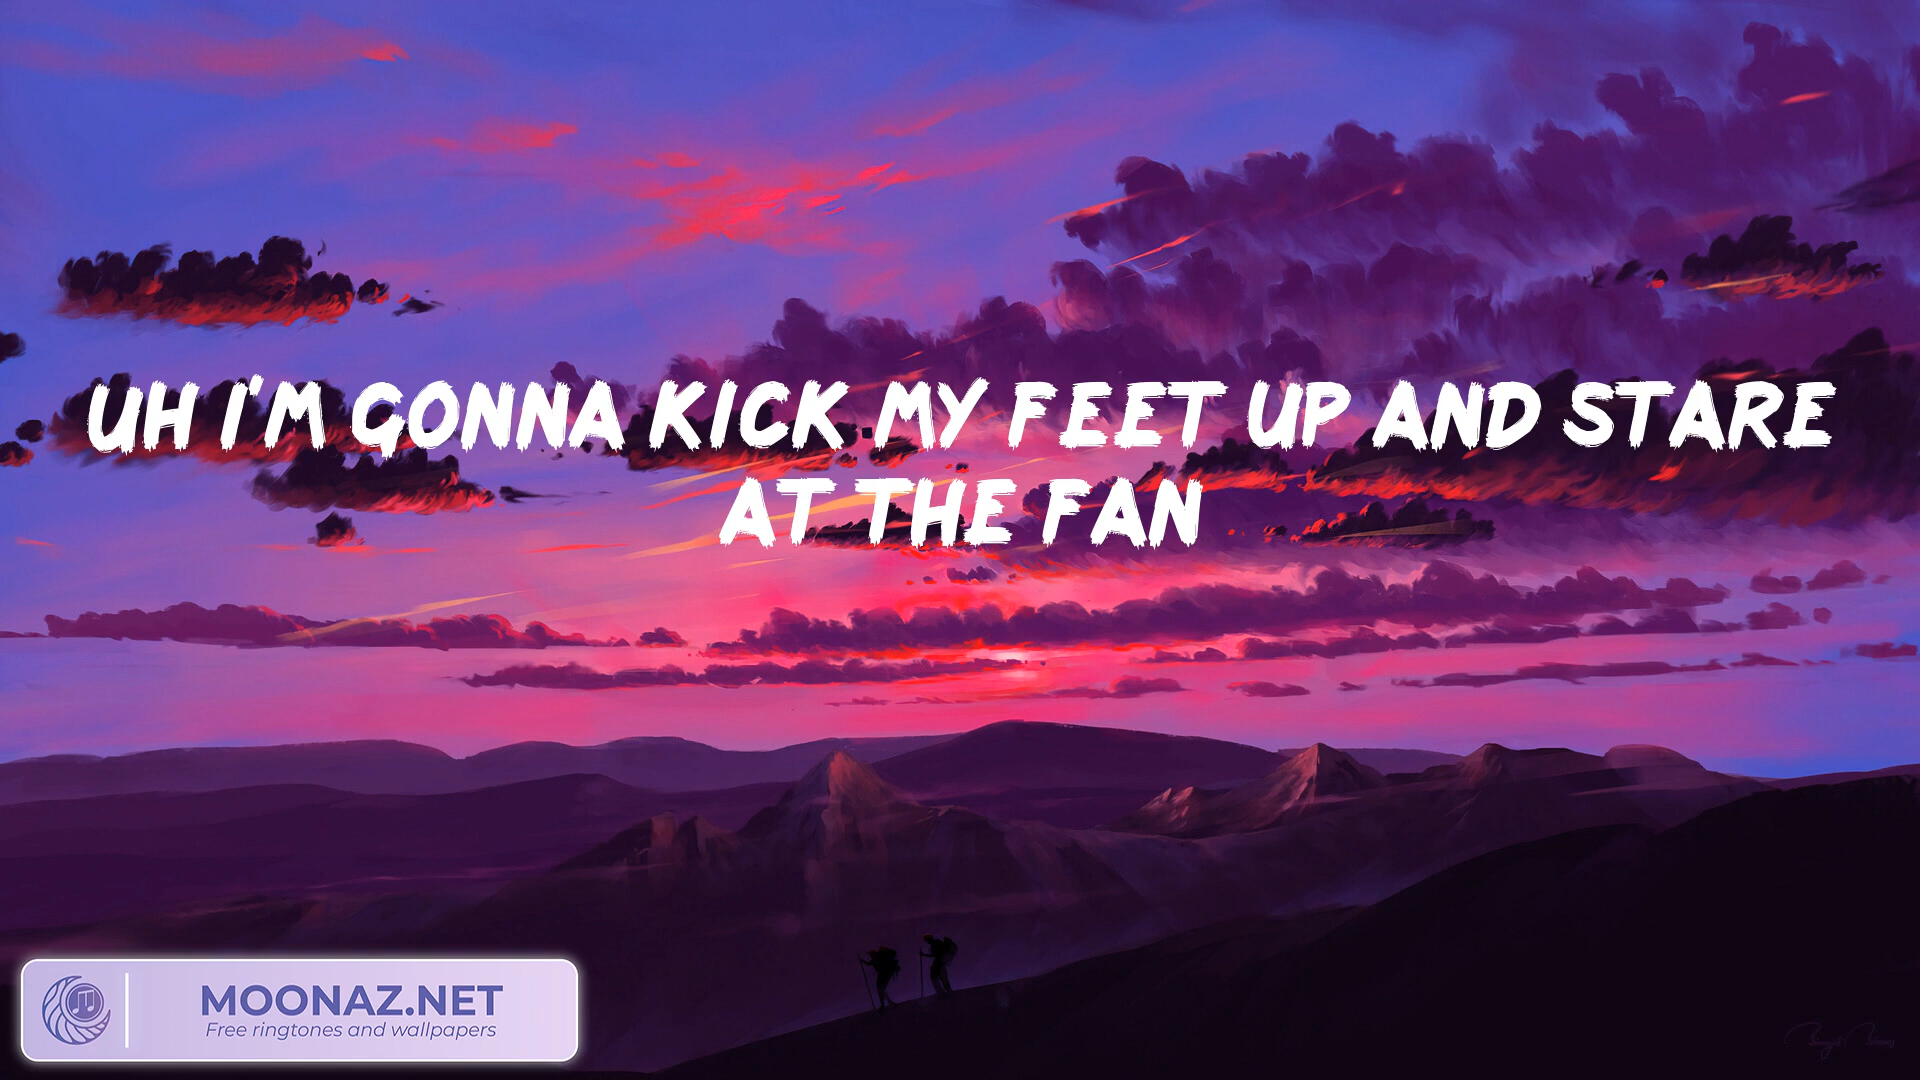 UH I'M GONNA KICK MY FEET UP AND STARE
AT THE FAN
MOONAZ.NET
Free ringtones and wallpapers